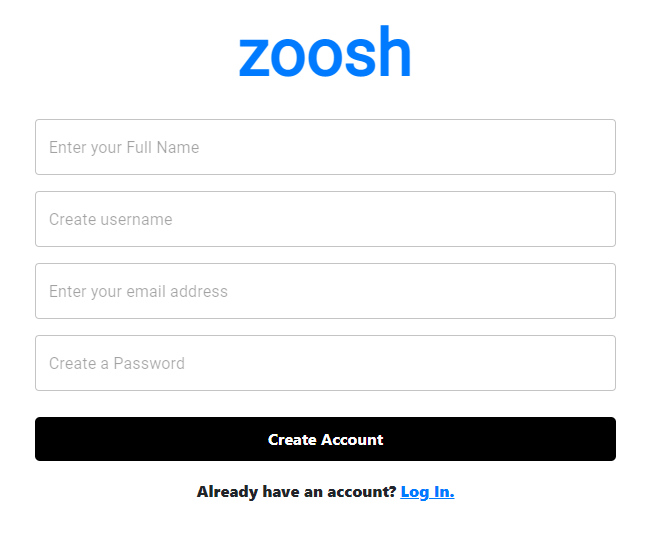 zoosh
Enter your Full Name
Create username
Enter your email address
Create a Password
Create Account
Already have an account? Log In.